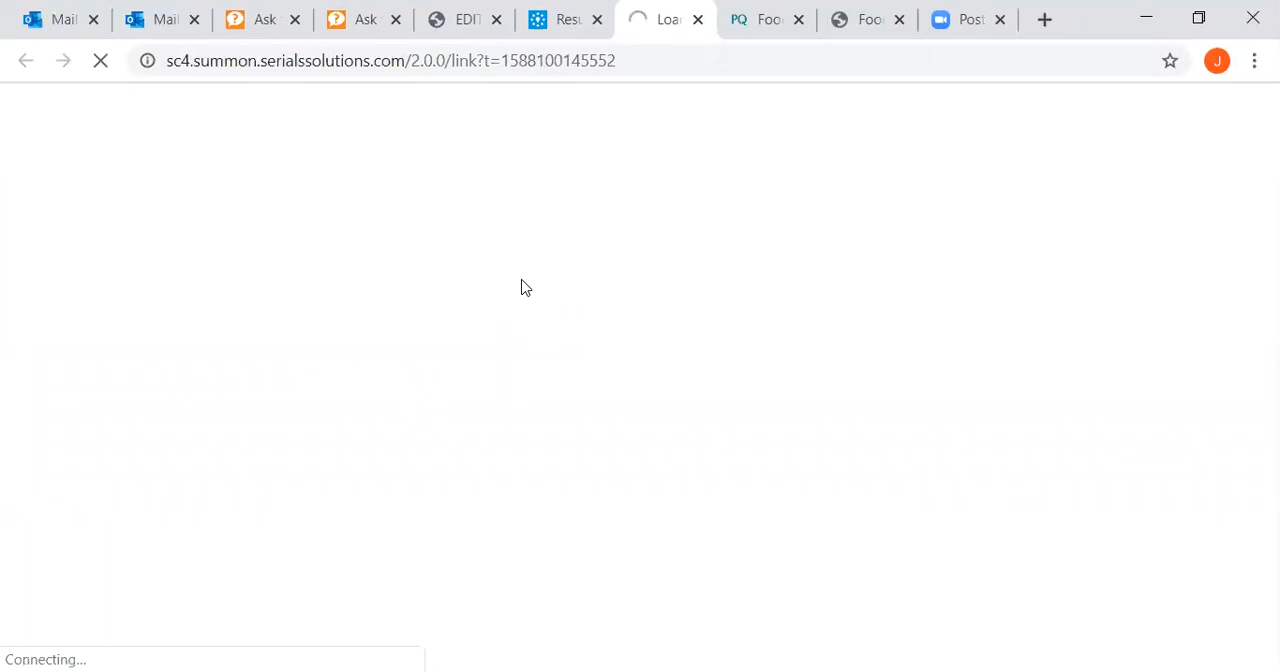 Mail
Mail
Ask
Ask
EDIT
Resu
Loa
PQ Foo
Foo
Post
sc4.summon.serialssolutions.com/2.0.0/link?t=1588100145552
J
Connecting...